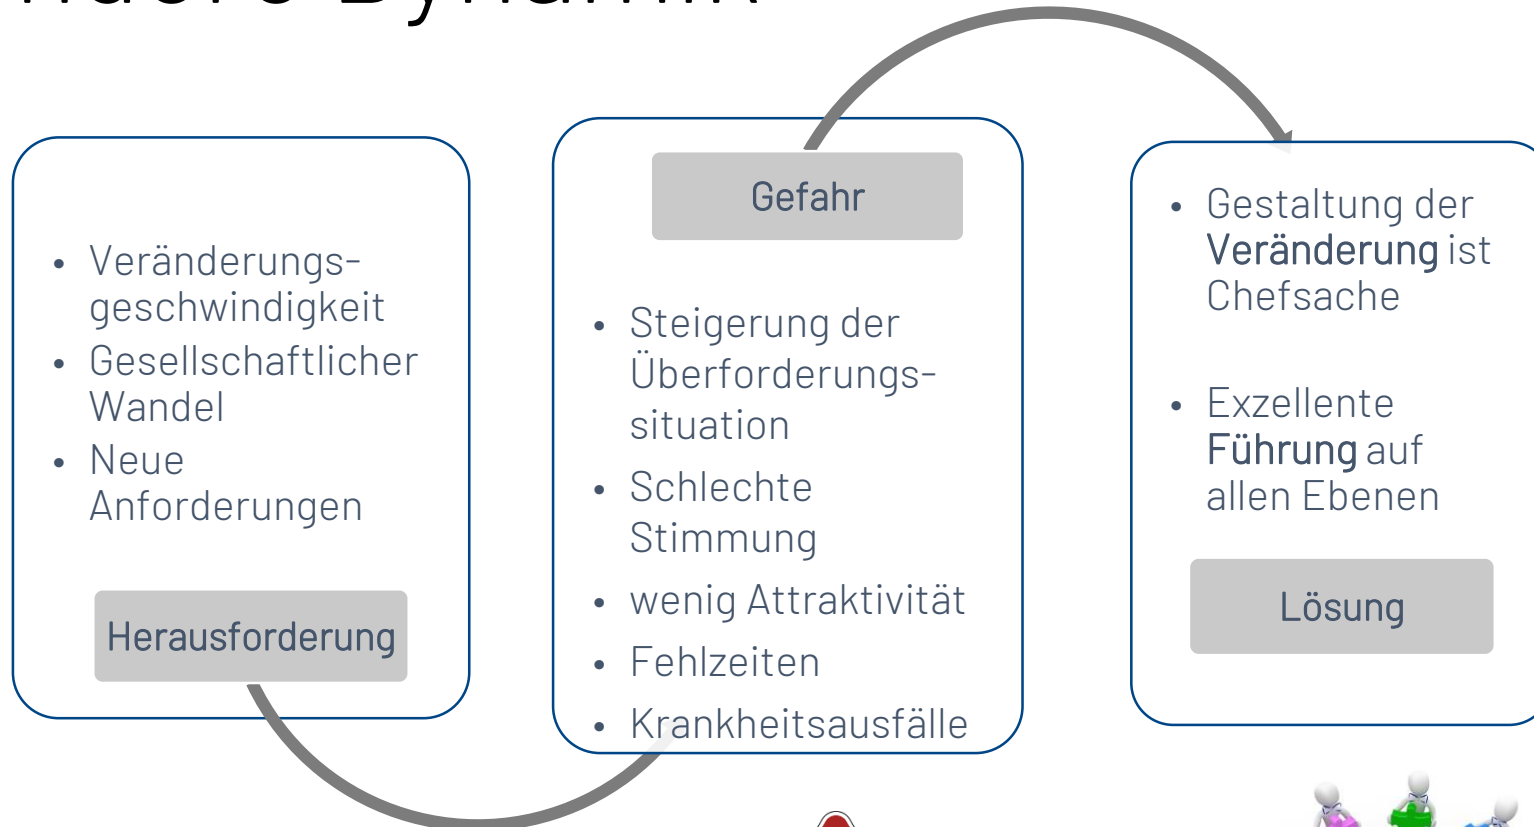 Dynamik
• Veränderungs-
geschwindigkeit
• Gesellschaftlicher
Wandel
• Neue
Anforderungen
Herausforderung
Gefahr
• Steigerung der
Überforderungs-
situation
• Schlechte
Stimmung
• wenig Attraktivität
• Fehlzeiten
• Krankheitsausfälle
• Gestaltung der
Veränderung ist
Chefsache
• Exzellente
Führung auf
allen Ebenen
Lösung